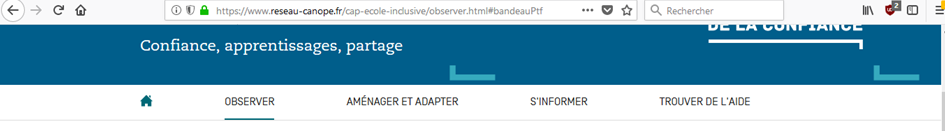 https://www.reseau-canope.fr/cap-ecole-inclusive/observer.html#bandeauPtf
Rechercher
2
DE LA CONFIANCE
Confiance, apprentissages, partage
OBSERVER
AMÉNAGER ET ADAPTER
S'INFORMER
TROUVER DE L'AIDE